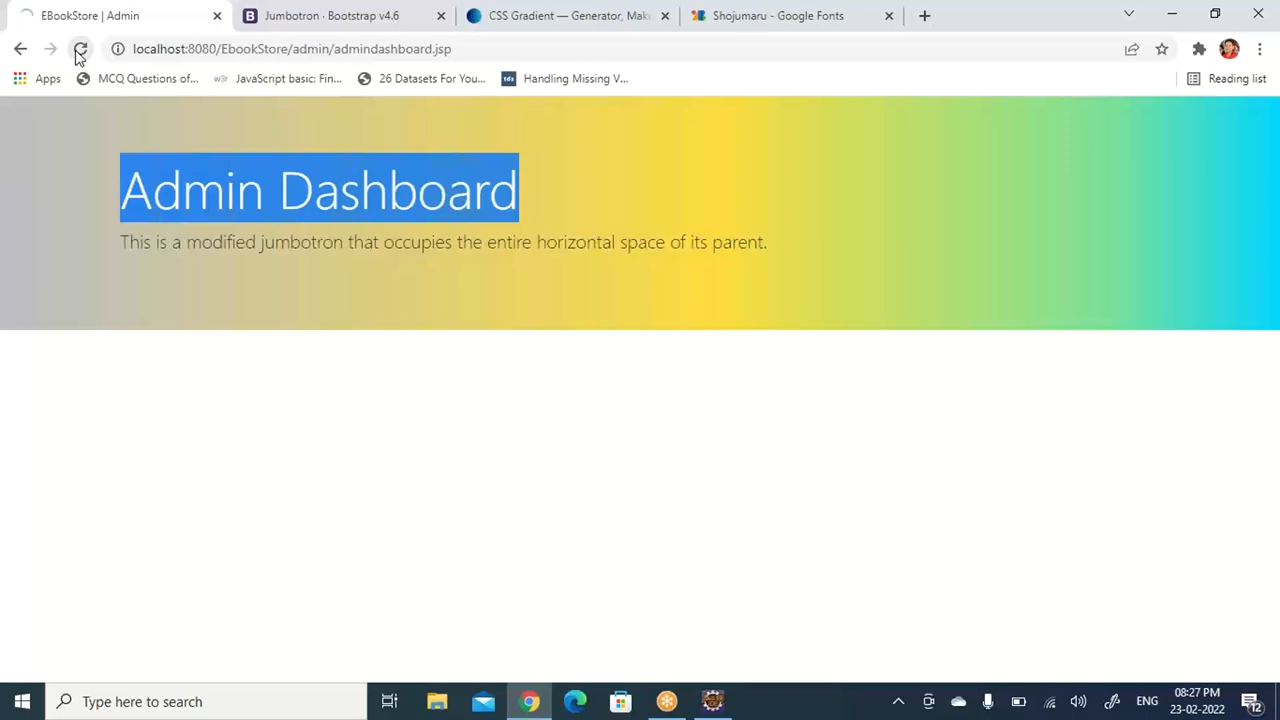 EBookStore | Admin
Jumbotron · Bootstrap v4.6
CSS Gradient — Generator, Mak
Shojumaru - Google Fonts
localhost:8080/EbookStore/admin/admindashboard.jsp
Apps
MCQ Questions of...
w3r JavaScript basic: Fin...
26 Datasets For You...
tds Handling Missing V...
Reading list
Admin Dashboard
This is a modified jumbotron that occupies the entire horizontal space of its parent.
Type here to search
ENG
08:27 PM
23-02-2022
12